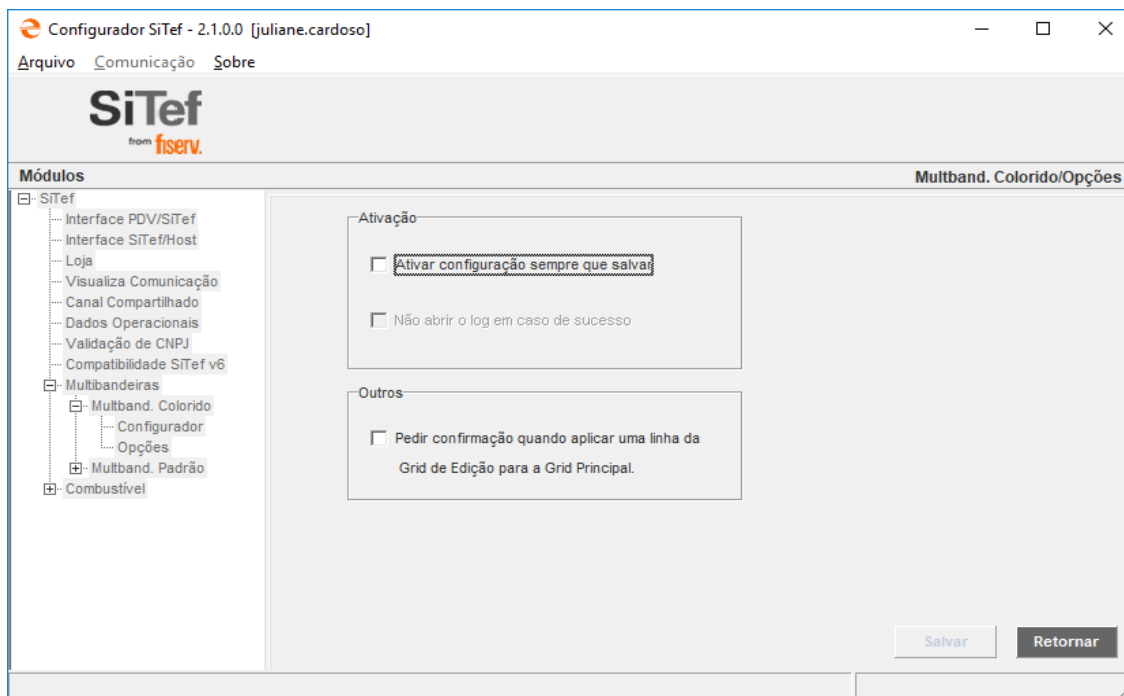 Configurador SiTef - 2.1.0.0 [juliane.cardoso]
Arquivo Comunicação Sobre
SiTef
from fiserv.
Módulos
Multband. Colorido/Opções
SiTef
Interface PDV/SiTef
Interface SiTef/Host
Loja
Visualiza Comunicação
Canal Compartilhado
Dados Operacionais
Validação de CNPJ
Compatibilidade SiTef v6
Multibandeiras
Multband. Colorido
Configurador
Opções
Multband. Padrão
Combustível
Ativação
Ativar configuração sempre que salvar
Não abrir o log em caso de sucesso
Outros
Pedir confirmação quando aplicar uma linha da
Grid de Edição para a Grid Principal.
Salvar
Retornar